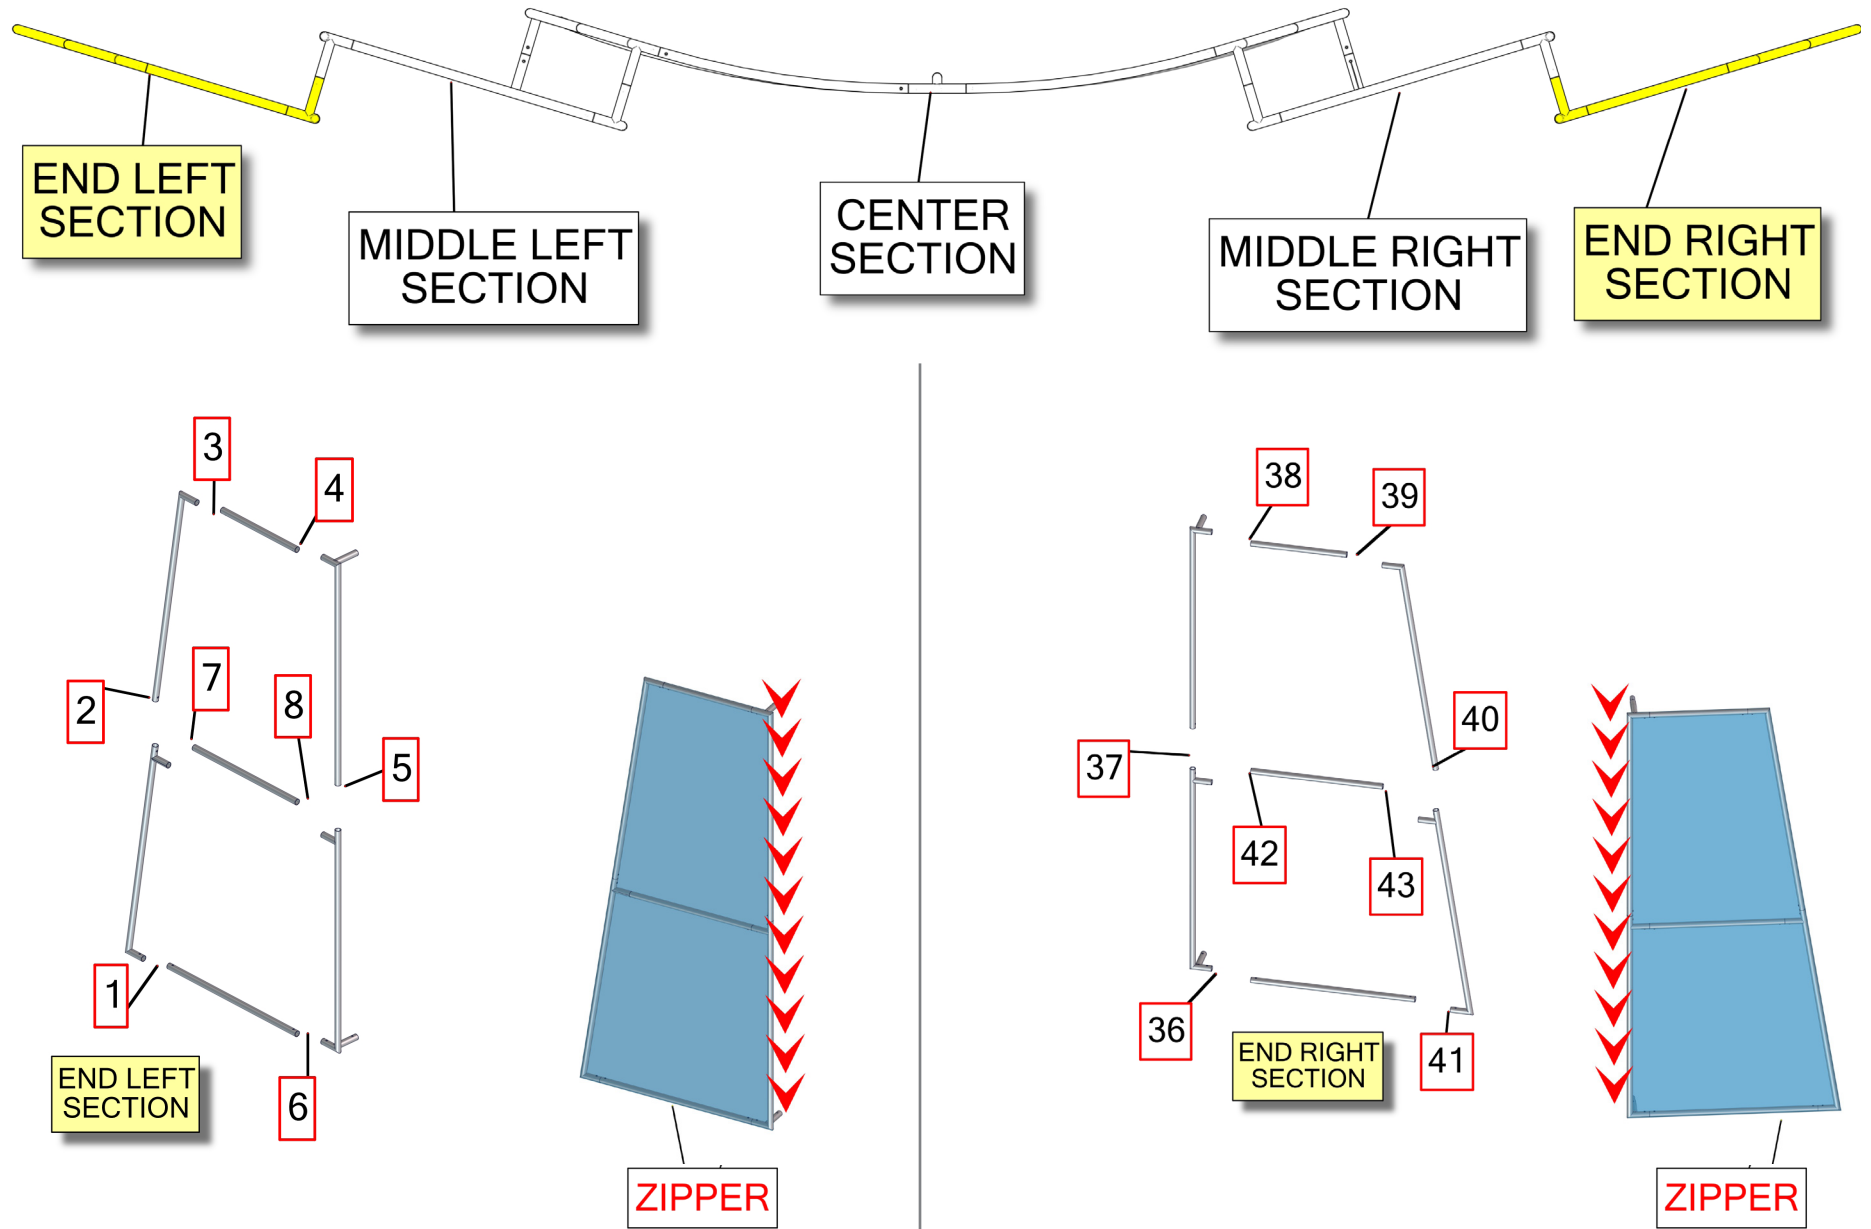 END LEFT
SECTION
MIDDLE LEFT
SECTION
CENTER
SECTION
MIDDLE RIGHT
SECTION
END RIGHT
SECTION
3
4
2
7
8
5
1
6
END LEFT
SECTION
ZIPPER
38
39
37
40
42
43
36
41
END RIGHT
SECTION
ZIPPER